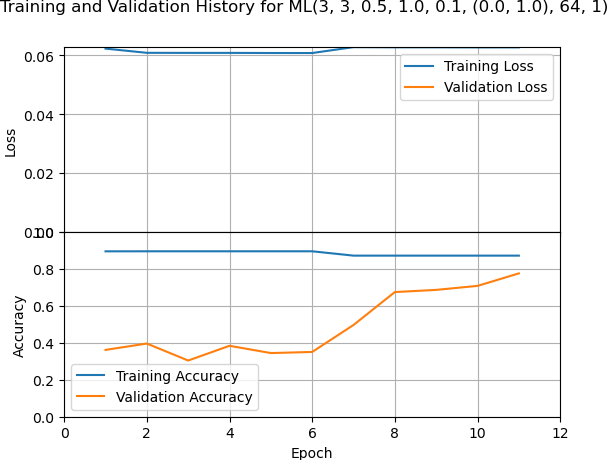 Training and Validation History for ML(3, 3, 0.5, 1.0, 0.1, (0.0, 1.0), 64, 1)
0.06
0.04
0.02
0.00
Loss
Training Loss
Validation Loss
1.0
0.8
0.6
0.4
0.2
0.0
Accuracy
Training Accuracy
Validation Accuracy
0 2 4 6 8 10 12
Epoch